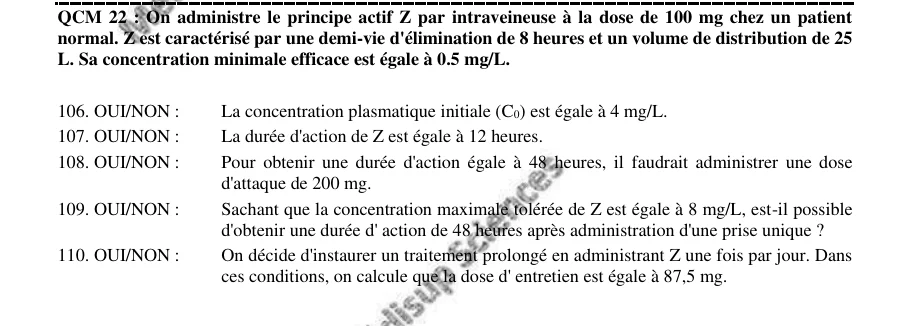 QCM 22 : On administre le principe actif Z par intraveineuse à la dose de 100 mg chez un patient
normal. Z est caractérisé par une demi-vie d'élimination de 8 heures et un volume de distribution de 25
L. Sa concentration minimale efficace est égale à 0.5 mg/L.
106. OUI/NON : La concentration plasmatique initiale (C₀) est égale à 4 mg/L.
107. OUI/NON : La durée d'action de Z est égale à 12 heures.
108. OUI/NON : Pour obtenir une durée d'action égale à 48 heures, il faudrait administrer une dose
d'attaque de 200 mg.
109. OUI/NON : Sachant que la concentration maximale tolérée de Z est égale à 8 mg/L, est-il possible
d'obtenir une durée d' action de 48 heures après administration d'une prise unique ?
110. OUI/NON : On décide d'instaurer un traitement prolongé en administrant Z une fois par jour. Dans
ces conditions, on calcule que la dose d' entretien est égale à 87,5 mg.